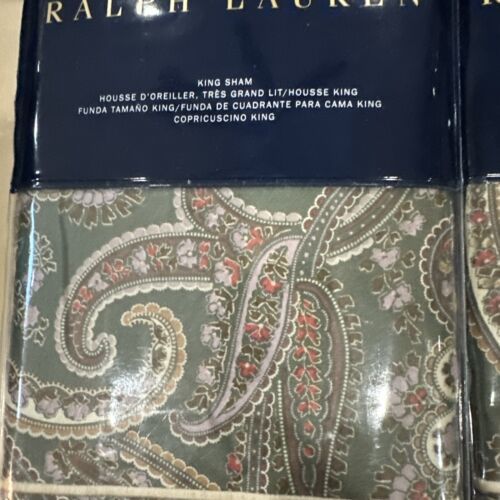 RALPH LAUREN
KING SHAM
HOUSSE D'OREILLER, TRÈS GRAND LIT/HOUSSE KING
FUNDA TAMAÑO KING/FUNDA DE CUADRANTE PARA CAMA KING
COPRICUSCINO KING